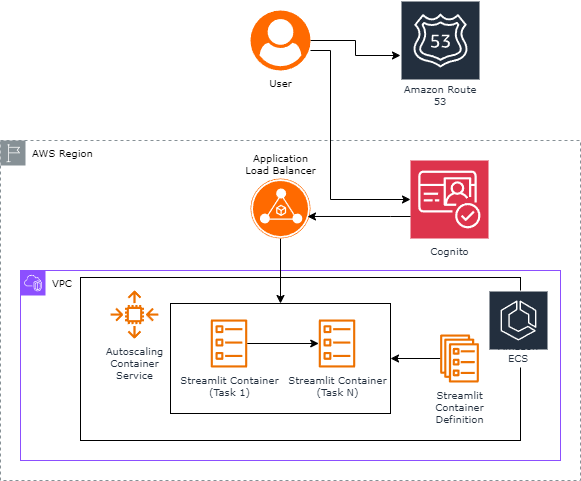 53
User
Amazon Route
53
AWS Region
Application
Load Balancer
Cognito
VPC
Autoscaling
Container
Service
Streamlit Container
(Task 1)
Streamlit Container
(Task N)
ECS
Streamlit
Container
Definition